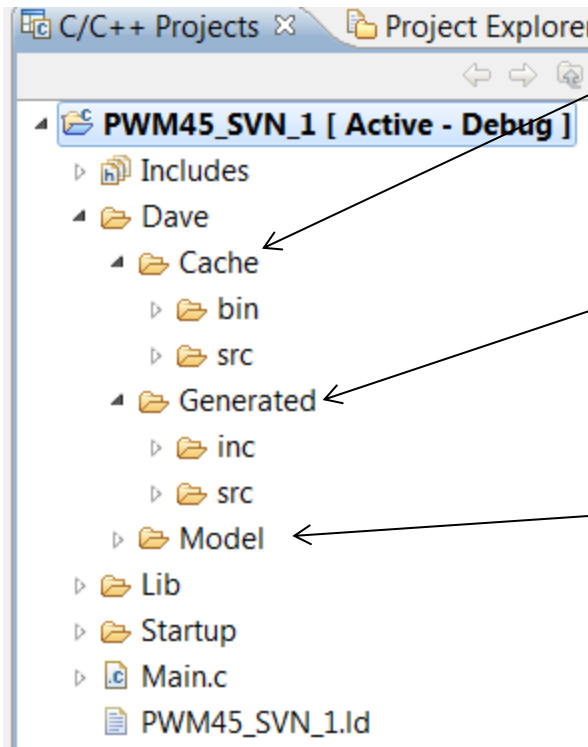 C/C++ Projects Project Explorer
PWM45_SVN_1 [ Active - Debug ]
Includes
Dave
Cache
bin
src
Generated
inc
src
Model
Lib
Startup
Main.c
PWM45_SVN_1.ld